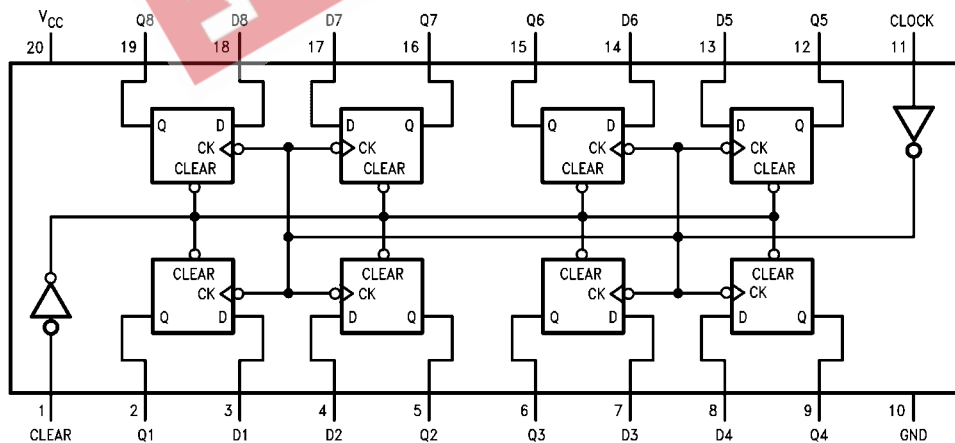 VCC Q8 D8 D7 Q7 Q6 D6 D5 Q5 CLOCK
20 19 18 17 16 15 14 13 12 11
Q D D Q Q D D Q
CK CK CK CK
CLEAR CLEAR CLEAR CLEAR
CLEAR CLEAR CLEAR CLEAR
CK CK CK CK
Q D D Q Q D D Q
1 2 3 4 5 6 7 8 9 10
CLEAR Q1 D1 D2 Q2 Q3 D3 D4 Q4 GND